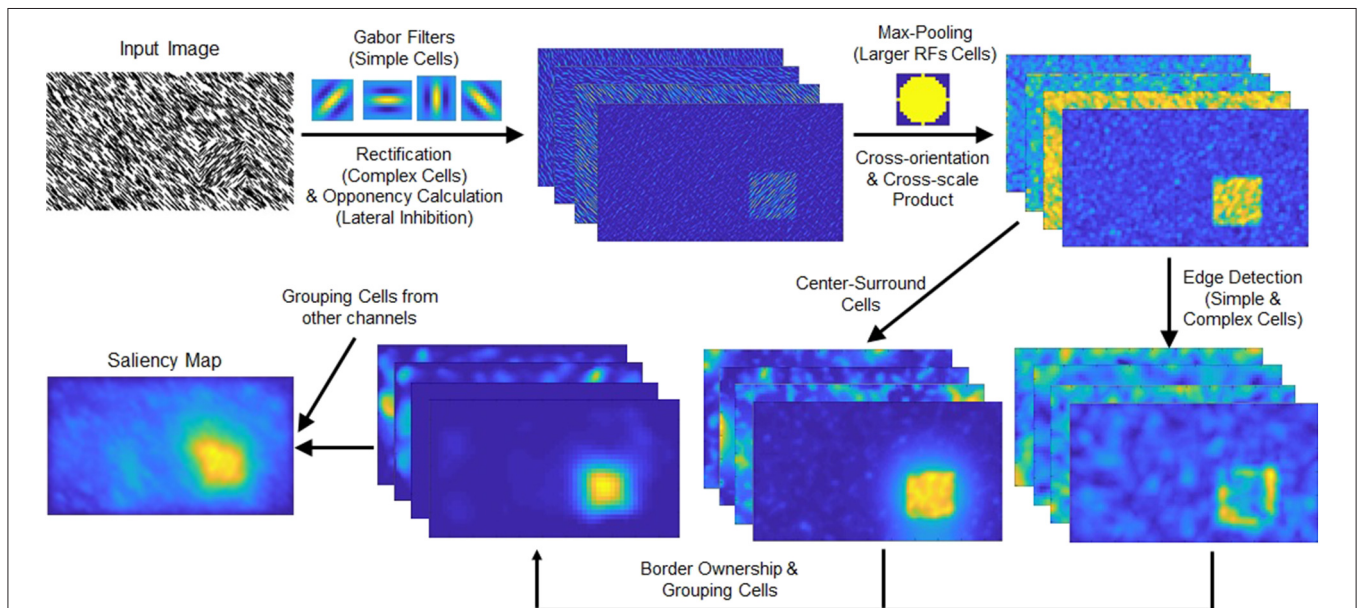 Input Image
Gabor Filters
(Simple Cells)
Rectification
(Complex Cells)
& Opponency Calculation
(Lateral Inhibition)
Max-Pooling
(Larger RFs Cells)
Cross-orientation
& Cross-scale
Product
Center-Surround
Cells
Edge Detection
(Simple &
Complex Cells)
Grouping Cells from
other channels
Saliency Map
Border Ownership &
Grouping Cells